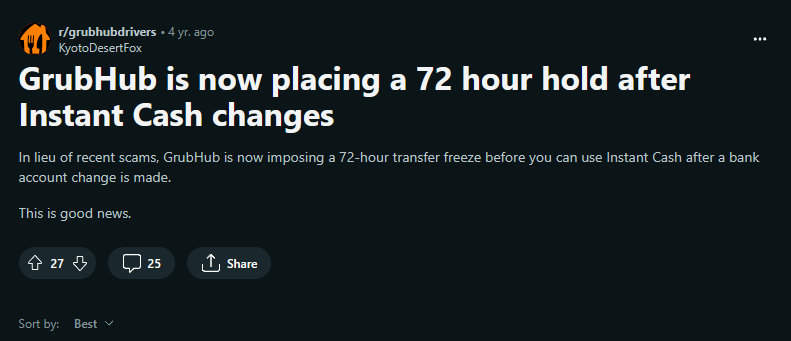 r/grubhubdrivers • 4 yr. ago
KyotoDesertFox
GrubHub is now placing a 72 hour hold after
Instant Cash changes
In lieu of recent scams, GrubHub is now imposing a 72-hour transfer freeze before you can use Instant Cash after a bank
account change is made.
This is good news.
27 25 Share
Sort by: Best